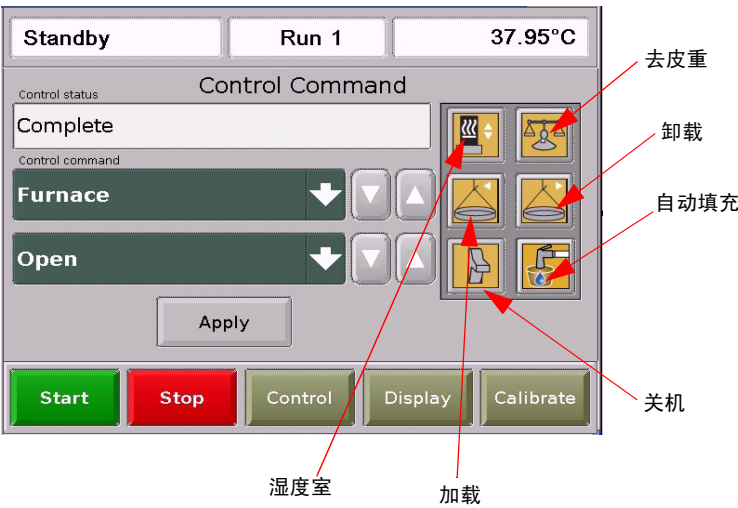 Standby Run 1 37.95°C
去皮重
Control Command
Control status
Complete
卸载
Control command
Furnace
自动填充
Open
Apply
Start Stop Control Display Calibrate
关机
湿度室 加载